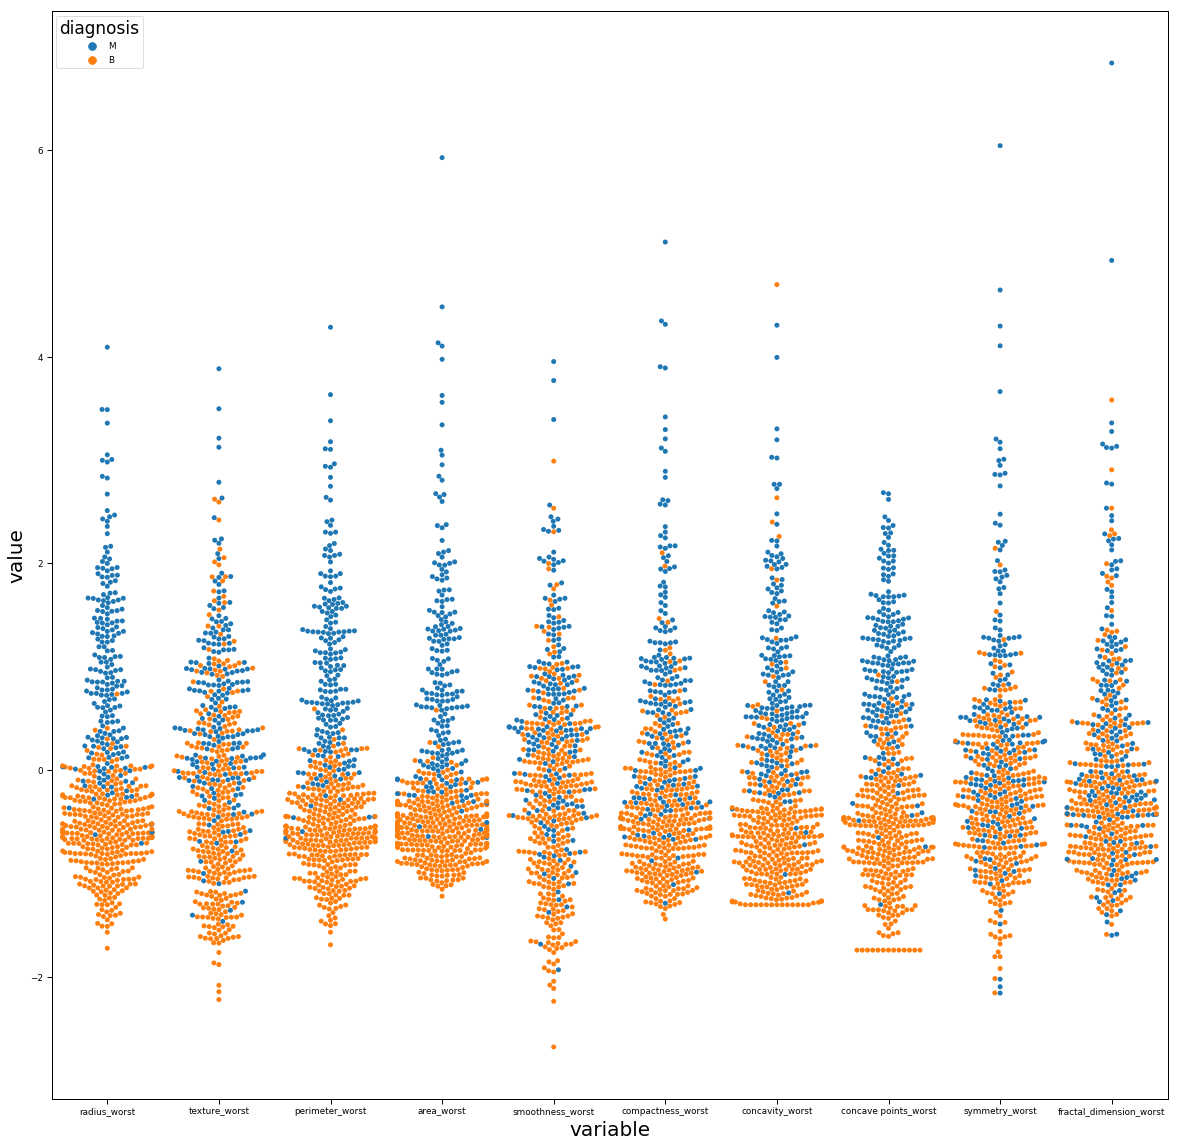 diagnosis
M
B
value
6
4
2
0
−2
radius_worst texture_worst perimeter_worst area_worst smoothness_worst compactness_worst concavity_worst concave points_worst symmetry_worst fractal_dimension_worst
variable